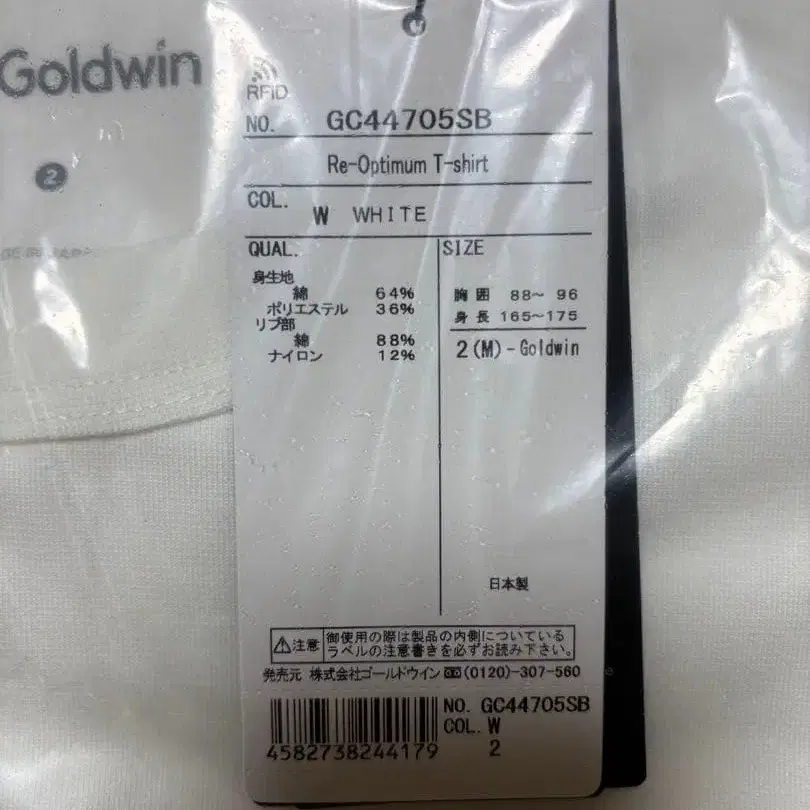 Goldwin
2
RFID
NO. GC44705SB
Re-Optimum T-shirt
COL. W WHITE
QUAL.
身生地
綿 64%
ポリエステル 36%
リブ部
綿 88%
ナイロン 12%
SIZE
胸囲 88～ 96
身長 165～175
2(M)-Goldwin
日本製
注意 御使用の際は製品の内側についている
ラベルの注意書きを必ずお読み下さい。
発売元 株式会社ゴールドウイン (0120)-307-560
4582738244179
NO. GC44705SB
COL. W
2